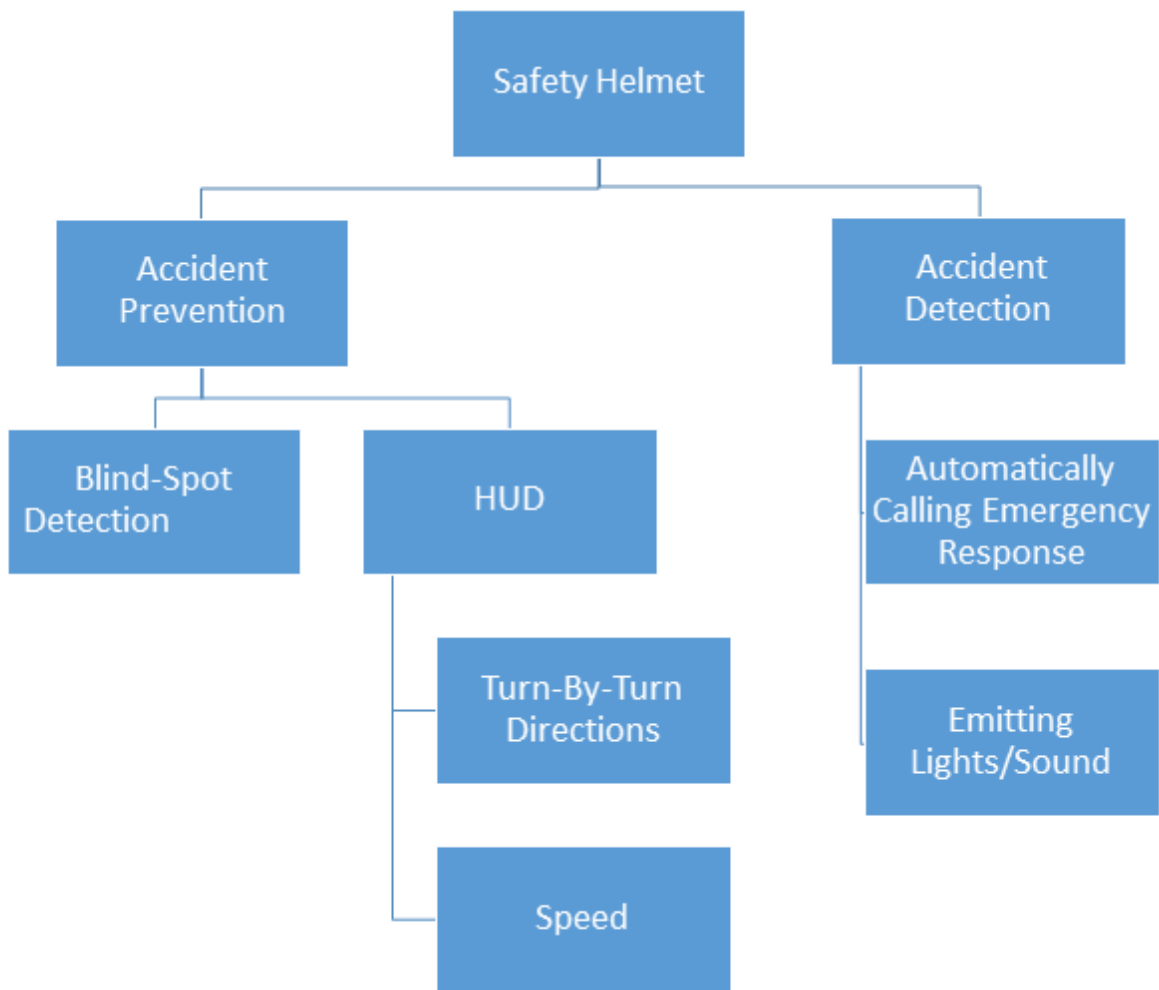 Safety Helmet
Accident
Prevention
Accident
Detection
Blind-Spot
Detection
HUD
Automatically
Calling Emergency
Response
Turn-By-Turn
Directions
Emitting
Lights/Sound
Speed